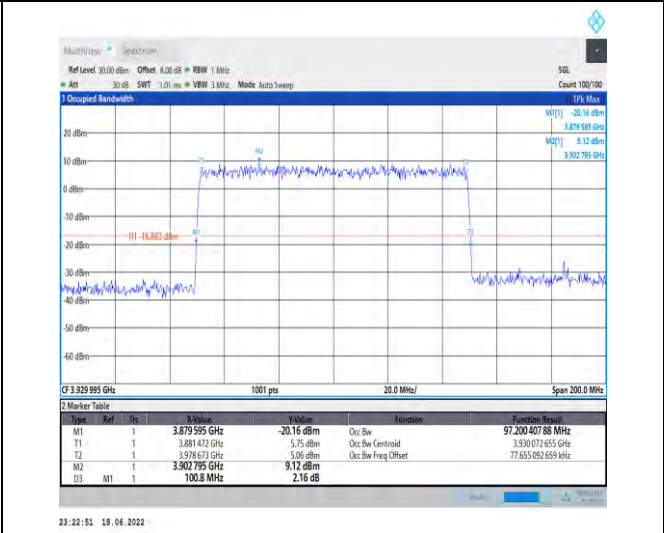 MultiView Spectrum
Ref Level 30.00 dBm Offset 8.00 dB RBW 1 MHz SGL
Att 30 dB SWT 1.01 ms VBW 3 MHz Mode Auto Sweep Count 100/100
1 Occupied Bandwidth 1Pk Max
M1[1] -20.16 dBm
3.879 595 GHz
M2[1] 9.12 dBm
3.902 795 GHz
20 dBm
M2
T1
10 dBm
0 dBm
-10 dBm
H1 -16.883 dBm
M1
D3
-20 dBm
-30 dBm
-40 dBm
-50 dBm
-60 dBm
CF 3.929 995 GHz 1001 pts 20.0 MHz/ Span 200.0 MHz
2 Marker Table
Type Ref Trc X-Value Y-Value Function Function Result
M1 1 3.879 595 GHz -20.16 dBm Occ Bw 97.200 407 88 MHz
T1 1 3.881 472 GHz 5.75 dBm Occ Bw Centroid 3.930 072 655 GHz
T2 1 3.978 673 GHz 5.06 dBm Occ Bw Freq Offset 77.655 092 659 kHz
M2 1 3.902 795 GHz 9.12 dBm
D3 M1 1 100.8 MHz 2.16 dB
23:22:51 18.06.2022